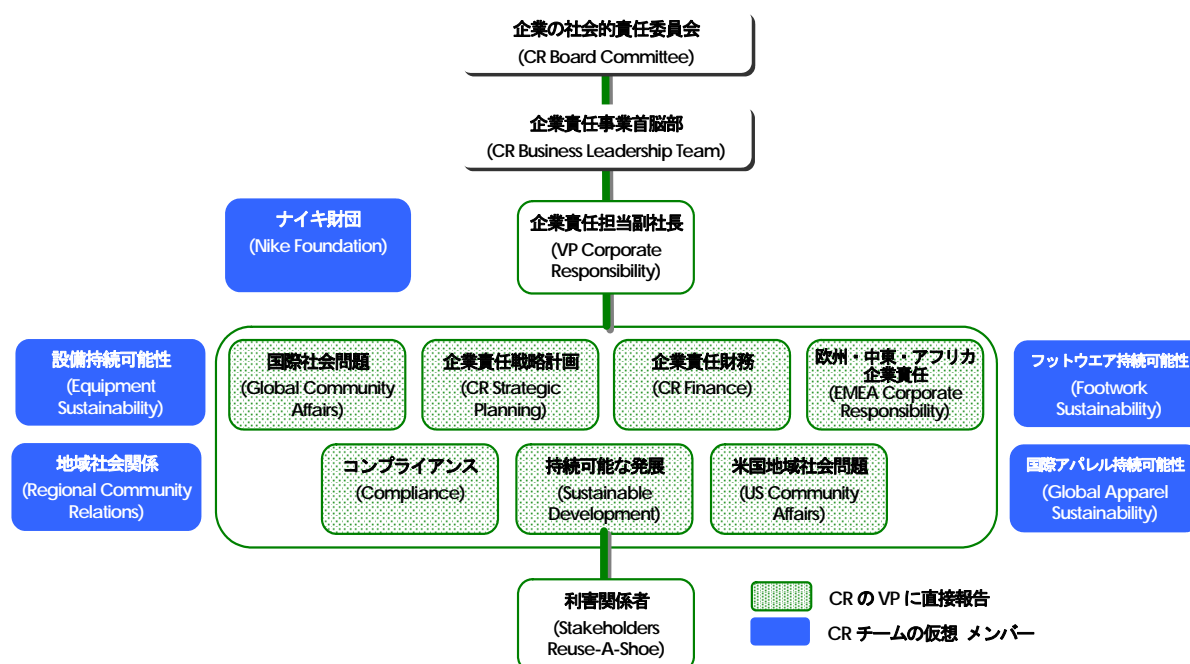 企業の社会的責任委員会
(CR Board Committee)
企業責任事業首脳部
(CR Business Leadership Team)
ナイキ財団
(Nike Foundation)
企業責任担当副社長
(VP Corporate
Responsibility)
設備持続可能性
(Equipment
Sustainability)
国際社会問題
(Global Community
Affairs)
企業責任戦略計画
(CR Strategic
Planning)
企業責任財務
(CR Finance)
欧州・中東・アフリカ
企業責任
(EMEA Corporate
Responsibility)
フットウエア持続可能性
(Footwork
Sustainability)
地域社会関係
(Regional Community
Relations)
コンプライアンス
(Compliance)
持続可能な発展
(Sustainable
Development)
米国地域社会問題
(US Community
Affairs)
国際アパレル持続可能性
(Global Apparel
Sustainability)
利害関係者
(Stakeholders
Reuse-A-Shoe)
CR の VP に直接報告
CR チームの仮想 メンバー